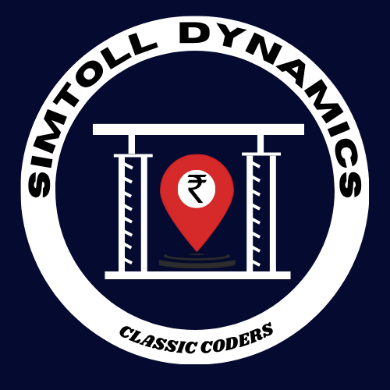 SIMTOLL DYNAMICS
₹
CLASSIC CODERS